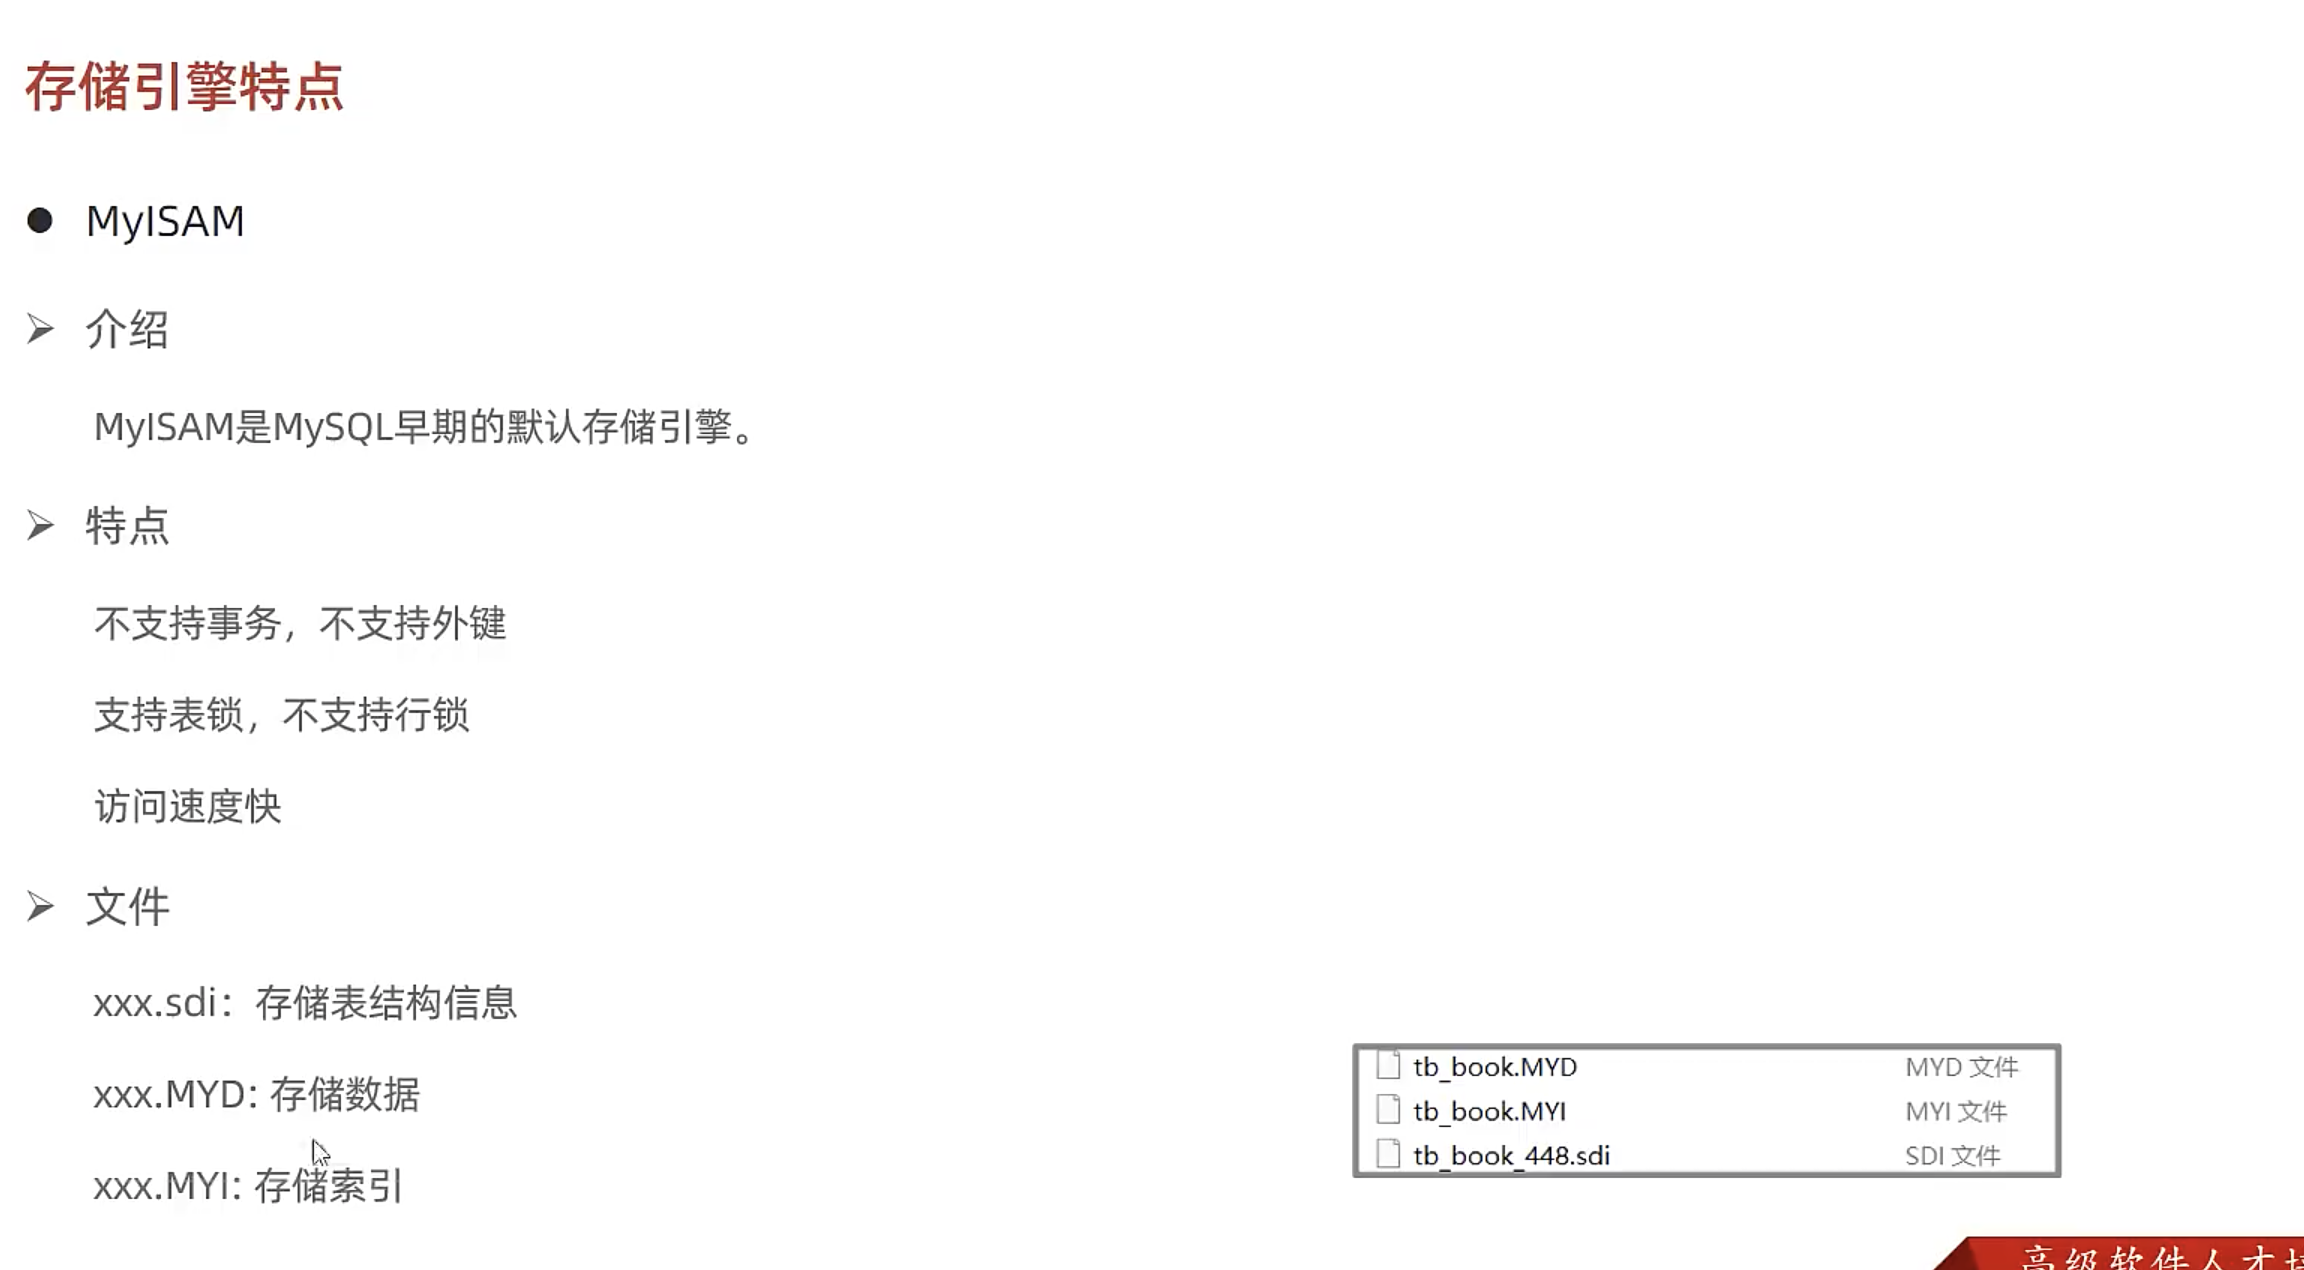 存储引擎特点
MyISAM
介绍
MyISAM是MySQL早期的默认存储引擎。
特点
不支持事务，不支持外键
支持表锁，不支持行锁
访问速度快
文件
xxx.sdi：存储表结构信息
xxx.MYD: 存储数据
xxx.MYI: 存储索引
tb_book.MYD MYD 文件
tb_book.MYI MYI 文件
tb_book_448.sdi SDI 文件
高级软件人才